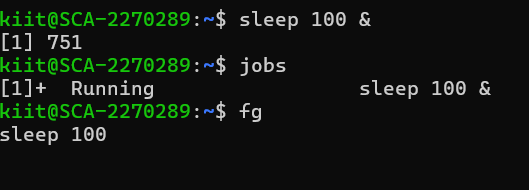 kiit@SCA-2270289:~$ sleep 100 &
[1] 751
kiit@SCA-2270289:~$ jobs
[1]+  Running                 sleep 100 &
kiit@SCA-2270289:~$ fg
sleep 100